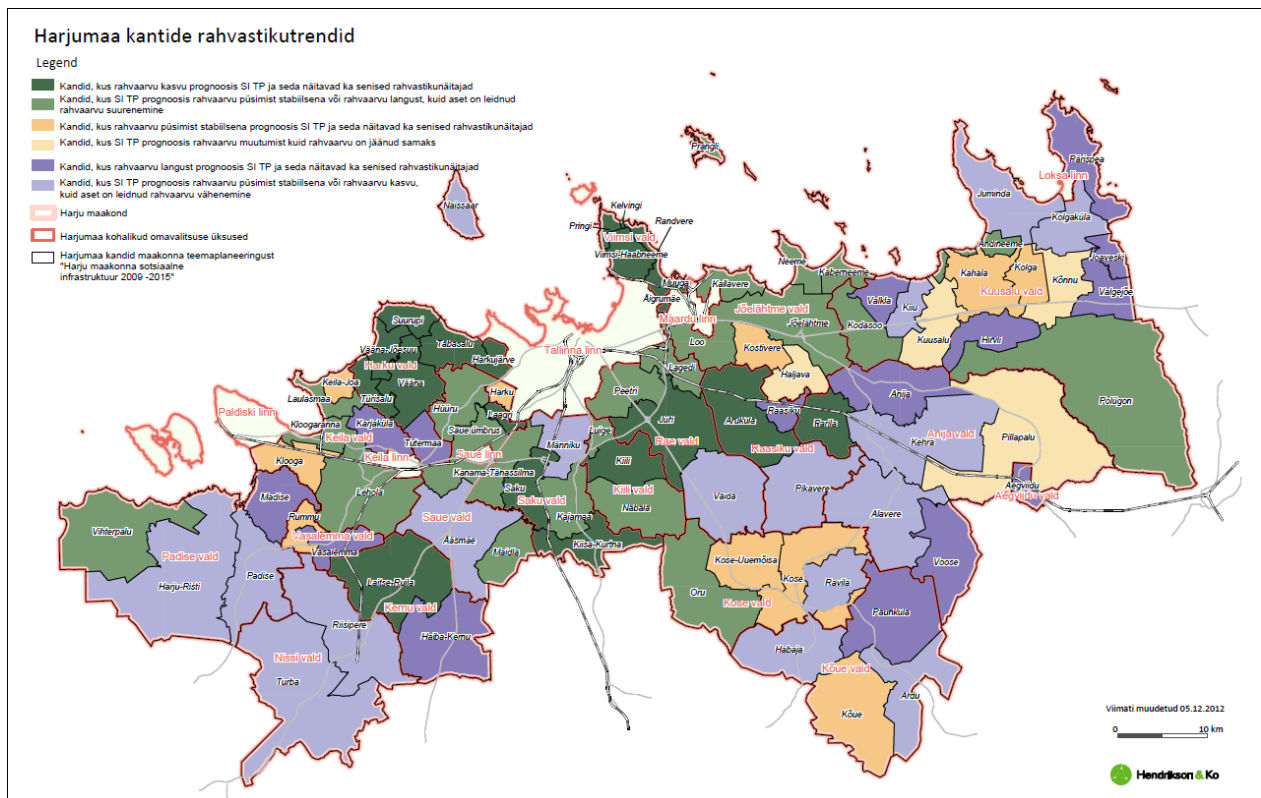 Harjumaa kantide rahvastikutrendid
Legend
Kandid, kus rahvaarvu kasvu prognoosis SI TP ja seda näitavad ka senised rahvastikunäitajad
Kandid, kus SI TP prognoosis rahvaarvu püsimist stabiilsena või rahvaarvu langust, kuid aset on leidnud
rahvaarvu suurenemine
Kandid, kus rahvaarvu püsimist stabiilsena prognoosis SI TP ja seda näitavad ka senised rahvastikunäitajad
Kandid, kus SI TP prognoosis rahvaarvu muutumist kuid rahvaarvu on jäänud samaks
Kandid, kus rahvaarvu langust prognoosis SI TP ja seda näitavad ka senised rahvastikunäitajad
Kandid, kus SI TP prognoosis rahvaarvu püsimist stabiilsena või rahvaarvu kasvu,
kuid aset on leidnud rahvaarvu vähenemine
Harju maakond
Harjumaa kohalikud omavalitsuse üksused
Harjumaa kandid maakonna teemaplaneeringust
"Harju maakonna sotsiaalne
infrastruktuur 2009 -2015"
Prangli
Naissaar
Pärispea
Loksa linn
Juminda
Kolgaküla
Kelvingi
Pringi
Randvere
Viimsi vald
Viimsi-Haabneeme
Muuga
Äigrumäe
Maardu linn
Kallavere
Neeme
Kaberneeme
Jõelähtme vald
Jõelähtme
Andineeme
Kahala
Kolga
Kuusalu vald
Kõnnu
Joaveski
Valgejõe
Valkla
Kiiu
Kodasoo
Kuusalu
Hirvli
Loo
Kostivere
Haljava
Lagedi
Tallinna linn
Suurupi
Vääna-Jõesuu
Tabasalu
Harkujärve
Harku vald
Vääna
Keila-Joa
Laulasmaa
Türisalu
Harku
Hüüru
Laagri
Paldiski linn
Kloogaranna
Karjaküla
Keila vald
Tutermaa
Saue ümbrus
Keila linn
Saue linn
Klooga
Lehola
Kanama-Tänassilma
Männiku
Luige
Peetri
Jüri
Rae vald
Aruküla
Raasiku
Raasiku vald
Rätla
Anija
Anija vald
Kehra
Pillapalu
Polügon
Aegviidu
Aegviidu vald
Kiili
Kiili vald
Nabala
Saku
Saku vald
Kajamaa
Kiisa-Kurtna
Vaida
Pikavere
Alavere
Voose
Madise
Rummu
Vasalemma vald
Vasalemma
Saue vald
Ääsmäe
Maidla
Vihterpalu
Padise vald
Harju-Risti
Padise
Laitse-Ruila
Kernu vald
Haiba-Kernu
Riisipere
Nissi vald
Turba
Oru
Kose-Uuemõisa
Kose
Kose vald
Ravila
Paunküla
Habaja
Kõue vald
Ardu
Kõue
Viimati muudetud 05.12.2012
0 10 km
Hendrikson & Ko